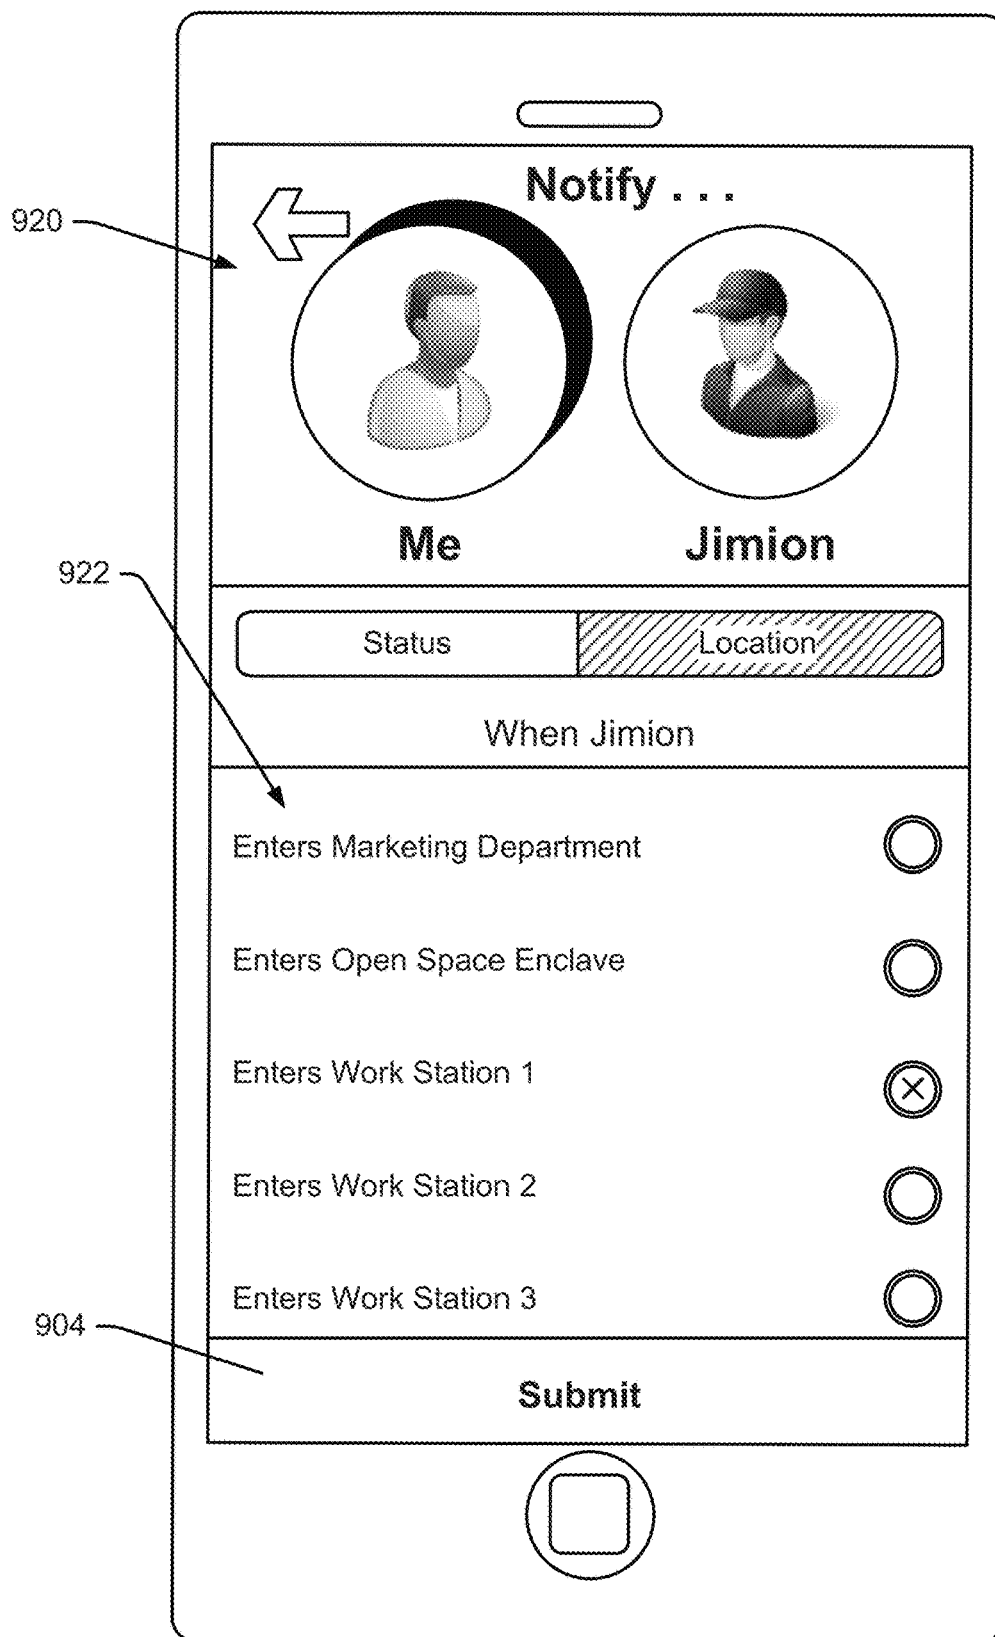 Notify . . .
920
Me
Jimion
922
Status
Location
When Jimion
Enters Marketing Department
Enters Open Space Enclave
Enters Work Station 1
Enters Work Station 2
Enters Work Station 3
904
Submit